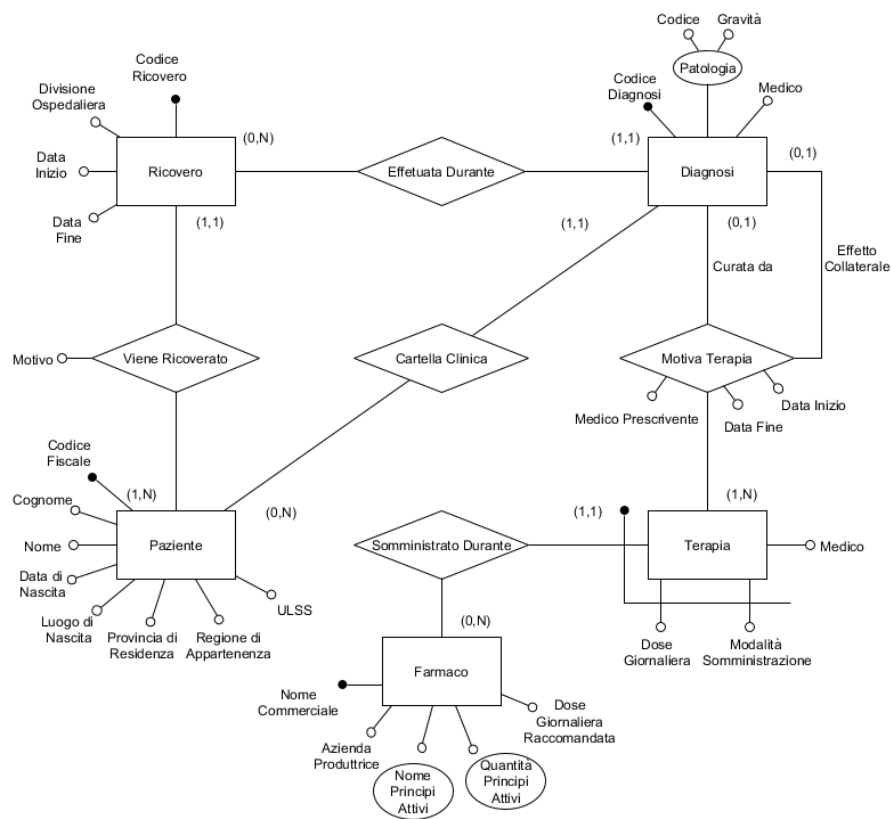 Codice
Gravità
Patologia
Codice
Ricovero
Divisione
Ospedaliera
Codice
Diagnosi
Medico
(0,N)
(1,1)
(0,1)
Data
Inizio
Ricovero
Effetuata Durante
Diagnosi
Data
Fine
(1,1)
(1,1)
(0,1)
Curata da
Effetto
Collaterale
Motivo
Viene Ricoverato
Cartella Clinica
Motiva Terapia
Medico Prescrivente
Data Fine
Data Inizio
Codice
Fiscale
Cognome
(1,N)
(0,N)
(1,1)
(1,N)
Nome
Paziente
Somministrato Durante
Terapia
Medico
Data di
Nascita
Luogo di
Nascita
Provincia di
Residenza
Regione di
Appartenenza
ULSS
(0,N)
Dose
Giornaliera
Modalità
Somministrazione
Farmaco
Nome
Commerciale
Azienda
Produttrice
Nome
Principi
Attivi
Quantità
Principi
Attivi
Dose
Giornaliera
Raccomandata